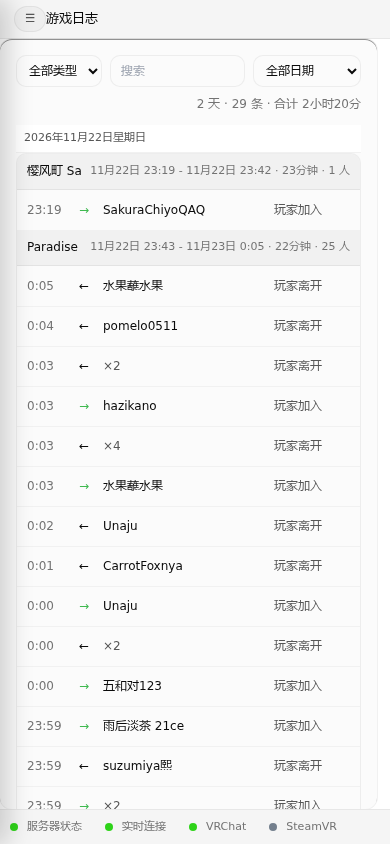 ☰ 游戏日志
全部类型 搜索 全部日期
2 天 · 29 条 · 合计 2小时20分
2026年11月22日星期日
樱风町 Sa 11月22日 23:19 - 11月22日 23:42 · 23分钟 · 1 人
23:19 → SakuraChiyoQAQ 玩家加入
Paradise 11月22日 23:43 - 11月23日 0:05 · 22分钟 · 25 人
0:05 ← 水果蘸水果 玩家离开
0:04 ← pomelo0511 玩家离开
0:03 ← ×2 玩家离开
0:03 → hazikano 玩家加入
0:03 ← ×4 玩家离开
0:03 → 水果蘸水果 玩家加入
0:02 ← Unaju 玩家离开
0:01 ← CarrotFoxnya 玩家离开
0:00 → Unaju 玩家加入
0:00 ← ×2 玩家离开
0:00 → 五和对123 玩家加入
23:59 → 雨后淡茶 21ce 玩家加入
23:59 ← suzumiya熙 玩家离开
23:59 → ×2 玩家加入
服务器状态 实时连接 VRChat SteamVR